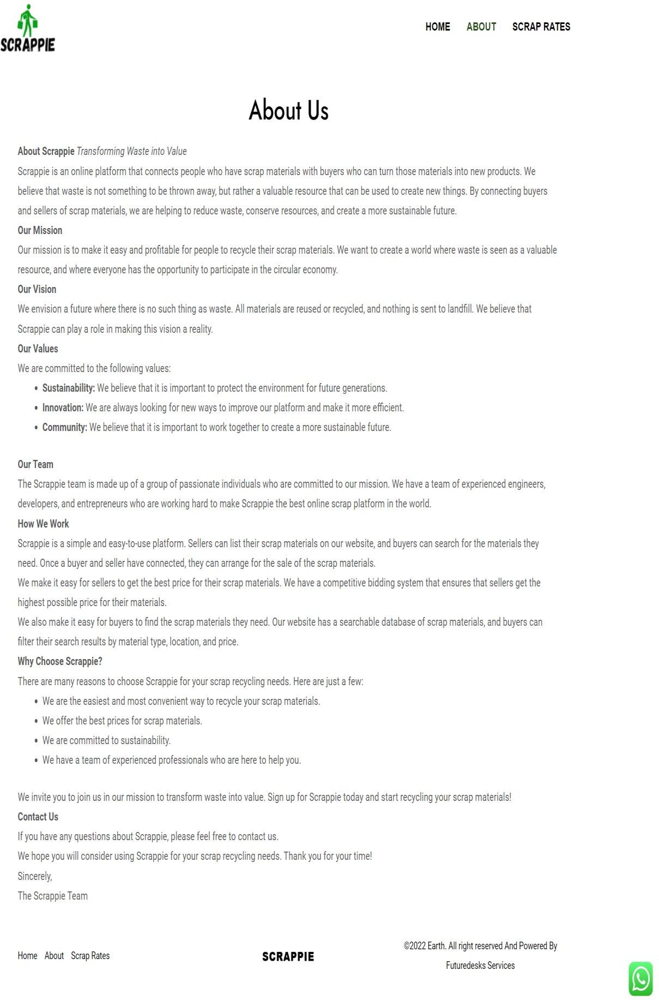 SCRAPPIE
HOME ABOUT SCRAP RATES
About Us
About Scrappie Transforming Waste into Value
Scrappie is an online platform that connects people who have scrap materials with buyers who can turn those materials into new products. We
believe that waste is not something to be thrown away, but rather a valuable resource that can be used to create new things. By connecting buyers
and sellers of scrap materials, we are helping to reduce waste, conserve resources, and create a more sustainable future.
Our Mission
Our mission is to make it easy and profitable for people to recycle their scrap materials. We want to create a world where waste is seen as a valuable
resource, and where everyone has the opportunity to participate in the circular economy.
Our Vision
We envision a future where there is no such thing as waste. All materials are reused or recycled, and nothing is sent to landfill. We believe that
Scrappie can play a role in making this vision a reality.
Our Values
We are committed to the following values:
• Sustainability: We believe that it is important to protect the environment for future generations.
• Innovation: We are always looking for new ways to improve our platform and make it more efficient.
• Community: We believe that it is important to work together to create a more sustainable future.
Our Team
The Scrappie team is made up of a group of passionate individuals who are committed to our mission. We have a team of experienced engineers,
developers, and entrepreneurs who are working hard to make Scrappie the best online scrap platform in the world.
How We Work
Scrappie is a simple and easy-to-use platform. Sellers can list their scrap materials on our website, and buyers can search for the materials they
need. Once a buyer and seller have connected, they can arrange for the sale of the scrap materials.
We make it easy for sellers to get the best price for their scrap materials. We have a competitive bidding system that ensures that sellers get the
highest possible price for their materials.
We also make it easy for buyers to find the scrap materials they need. Our website has a searchable database of scrap materials, and buyers can
filter their search results by material type, location, and price.
Why Choose Scrappie?
There are many reasons to choose Scrappie for your scrap recycling needs. Here are just a few:
• We are the easiest and most convenient way to recycle your scrap materials.
• We offer the best prices for scrap materials.
• We are committed to sustainability.
• We have a team of experienced professionals who are here to help you.
We invite you to join us in our mission to transform waste into value. Sign up for Scrappie today and start recycling your scrap materials!
Contact Us
If you have any questions about Scrappie, please feel free to contact us.
We hope you will consider using Scrappie for your scrap recycling needs. Thank you for your time!
Sincerely,
The Scrappie Team
Home About Scrap Rates
SCRAPPIE
©2022 Earth. All right reserved And Powered By
Futuredesks Services